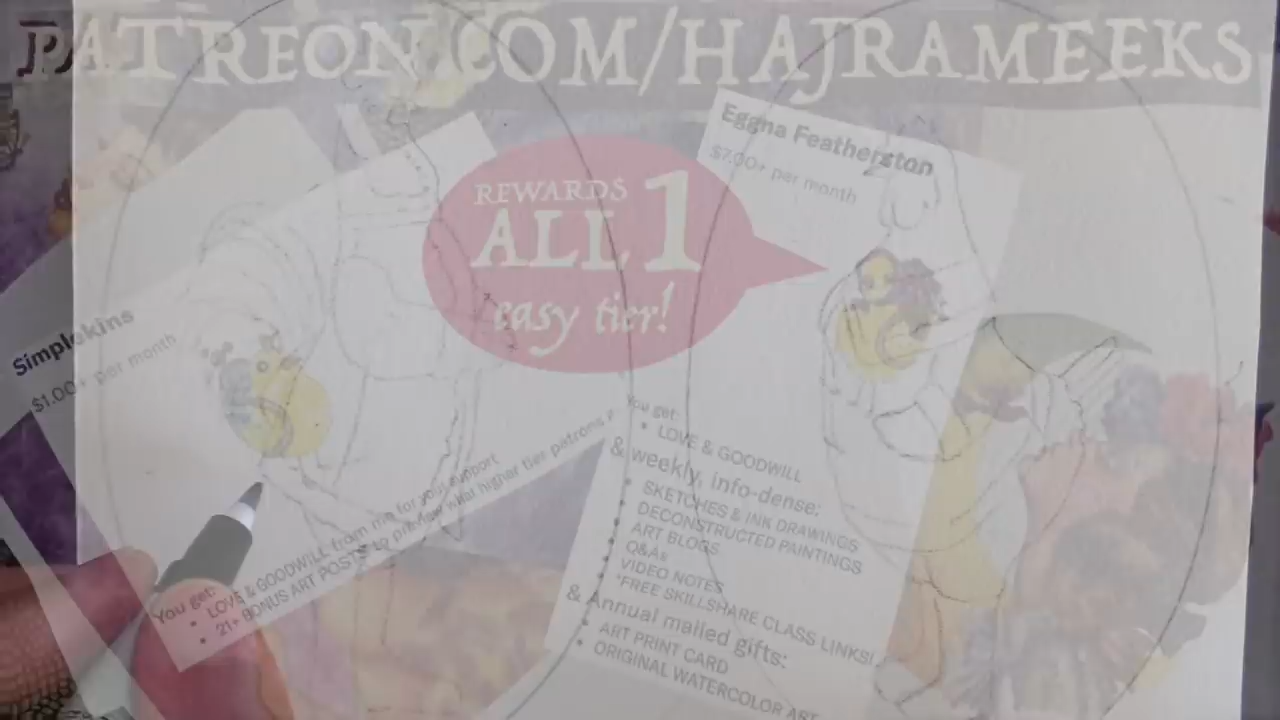 PATREON.COM/HAJRAMEEKS
REWARDS
ALL 1
easy tier!
Eggna Featherston
$7.00+ per month
You get:
• LOVE & GOODWILL
& weekly, info-dense:
• SKETCHES & INK DRAWINGS
• DECONSTRUCTED PAINTINGS
• ART BLOGS
• Q&As
• VIDEO NOTES
• *FREE SKILLSHARE CLASS LINKS!
& Annual mailed gifts:
• ART PRINT CARD
• ORIGINAL WATERCOLOR
Simplekins
$1.00+ per month
You get:
• LOVE & GOODWILL from me for your support
• 21+ BONUS ART POSTS to preview what higher tier patrons